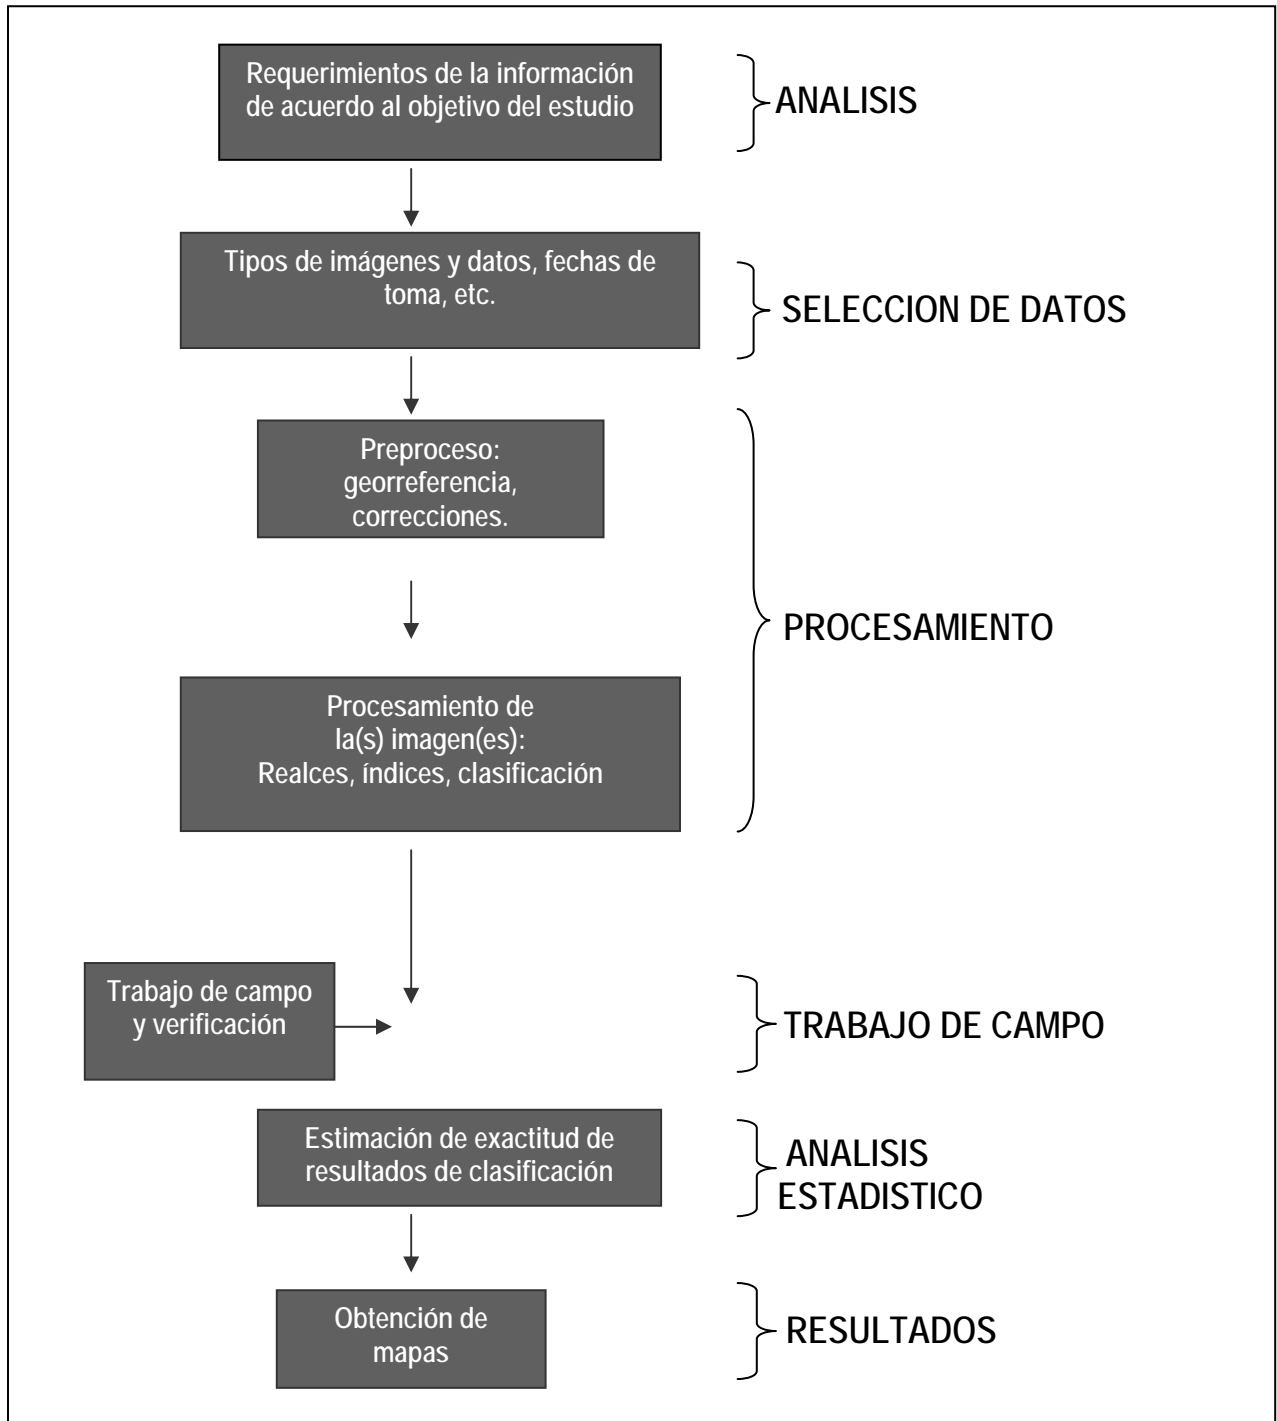 Requerimientos de la información
de acuerdo al objetivo del estudio
ANALISIS
Tipos de imágenes y datos, fechas de
toma, etc.
SELECCION DE DATOS
Preproceso:
georreferencia,
correcciones.
PROCESAMIENTO
Procesamiento de
la(s) imagen(es):
Realces, índices, clasificación
Trabajo de campo
y verificación
TRABAJO DE CAMPO
Estimación de exactitud de
resultados de clasificación
ANALISIS
ESTADISTICO
Obtención de
mapas
RESULTADOS